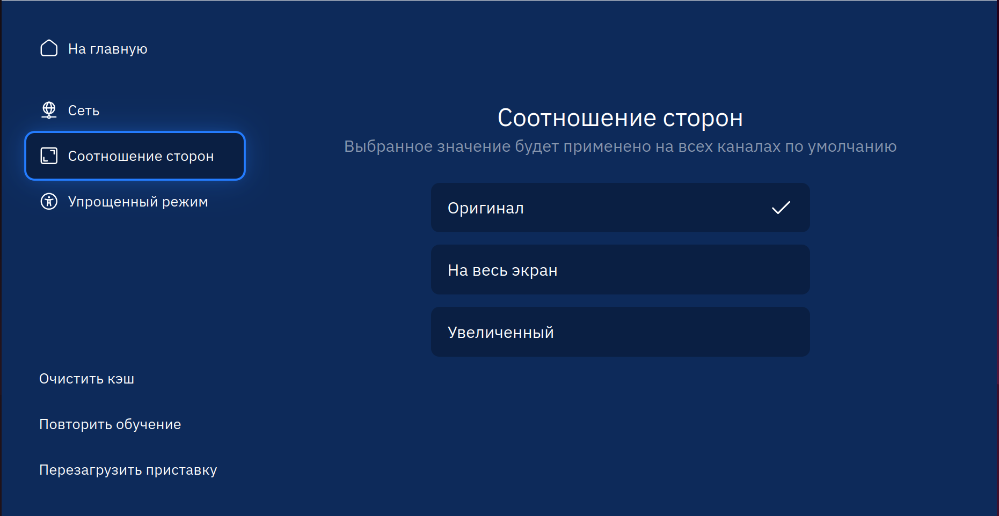 На главную
Сеть
Соотношение сторон
Упрощенный режим
Очистить кэш
Повторить обучение
Перезагрузить приставку
Соотношение сторон
Выбранное значение будет применено на всех каналах по умолчанию
Оригинал
На весь экран
Увеличенный